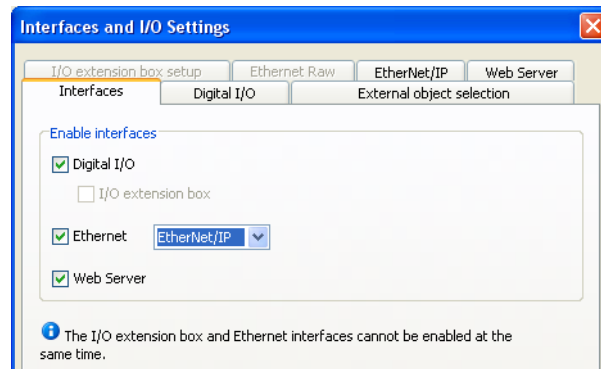 Interfaces and I/O Settings
I/O extension box setup Ethernet Raw EtherNet/IP Web Server
Interfaces Digital I/O External object selection
Enable interfaces
Digital I/O
I/O extension box
Ethernet EtherNet/IP
Web Server
The I/O extension box and Ethernet interfaces cannot be enabled at the
same time.